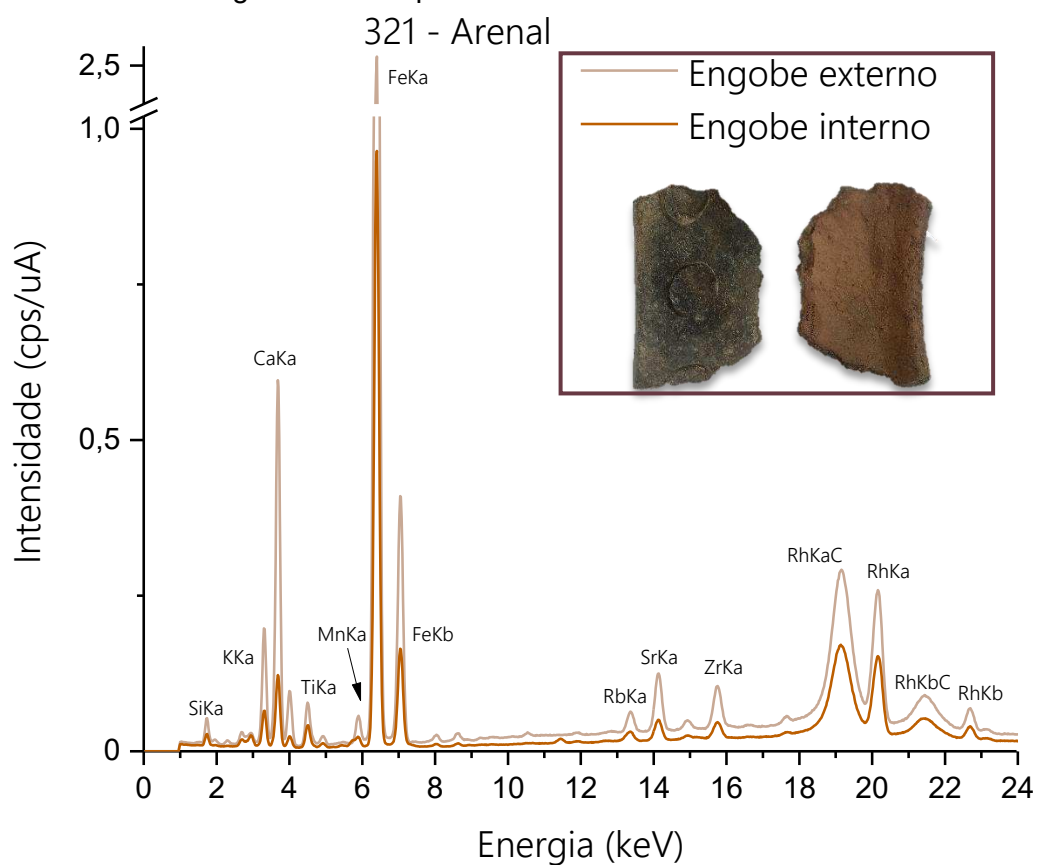 321 - Arenal
Engobe externo
Engobe interno
Intensidade (cps/uA)
2,5
1,0
0,5
0
FeKa
CaKa
KKa
SiKa
TiKa
MnKa
FeKb
RbKa
SrKa
ZrKa
RhKaC
RhKa
RhKbC
RhKb
0 2 4 6 8 10 12 14 16 18 20 22 24
Energia (keV)